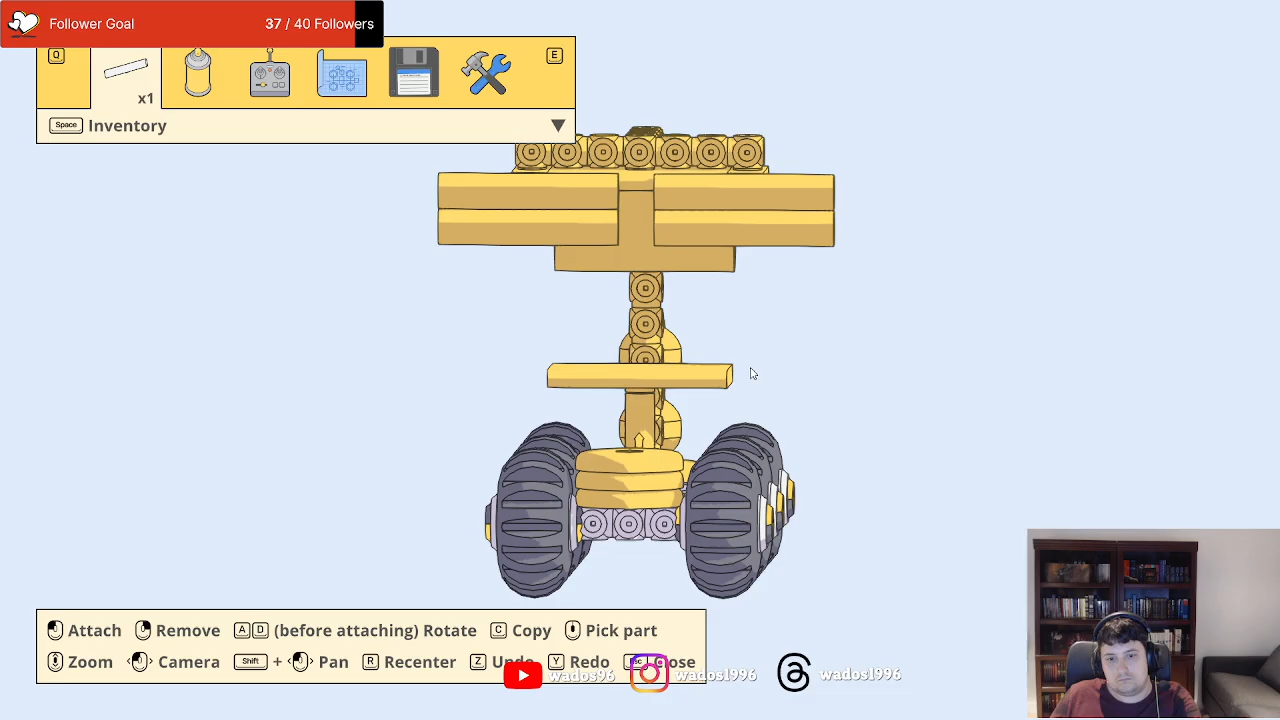 Follower Goal 37 / 40 Followers
Q E
x1
Space Inventory
Attach Remove A D (before attaching) Rotate C Copy Pick part
Zoom Camera Shift + Pan R Recenter Z Undo Y Redo
wados96 wados1996 wados1996